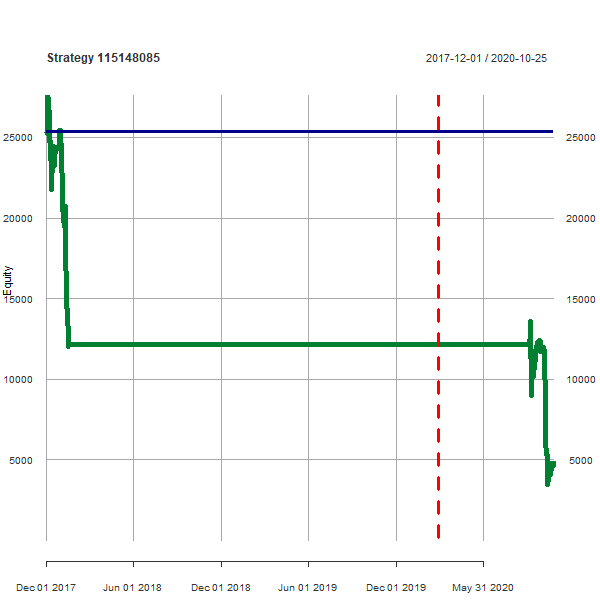 Strategy 115148085
2017-12-01 / 2020-10-25
25000
25000
20000
20000
Equity
15000
15000
10000
10000
5000
5000
Dec 01 2017
Jun 01 2018
Dec 01 2018
Jun 01 2019
Dec 01 2019
May 31 2020